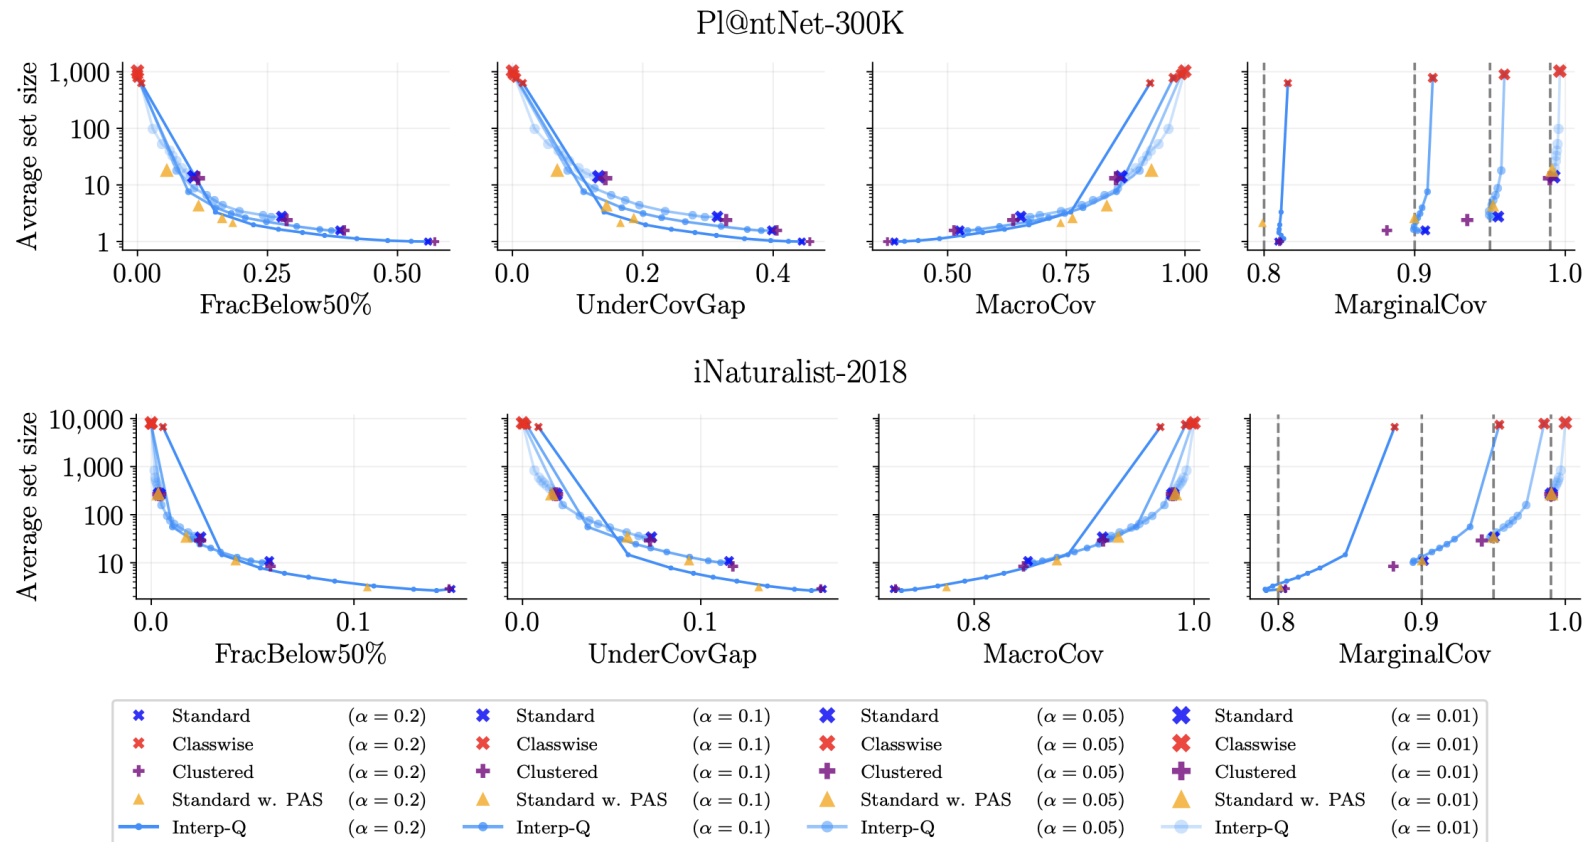 Pl@ntNet-300K
Average set size
1,000
100
10
1
0.00 0.25 0.50
FracBelow50%
0.0 0.2 0.4
UnderCovGap
0.50 0.75 1.00
MacroCov
0.8 0.9 1.0
MarginalCov
iNaturalist-2018
Average set size
10,000
1,000
100
10
0.0 0.1
FracBelow50%
0.0 0.1
UnderCovGap
0.8 1.0
MacroCov
0.8 0.9 1.0
MarginalCov
Standard (α = 0.2) Standard (α = 0.1) Standard (α = 0.05) Standard (α = 0.01)
Classwise (α = 0.2) Classwise (α = 0.1) Classwise (α = 0.05) Classwise (α = 0.01)
Clustered (α = 0.2) Clustered (α = 0.1) Clustered (α = 0.05) Clustered (α = 0.01)
Standard w. PAS (α = 0.2) Standard w. PAS (α = 0.1) Standard w. PAS (α = 0.05) Standard w. PAS (α = 0.01)
Interp-Q (α = 0.2) Interp-Q (α = 0.1) Interp-Q (α = 0.05) Interp-Q (α = 0.01)